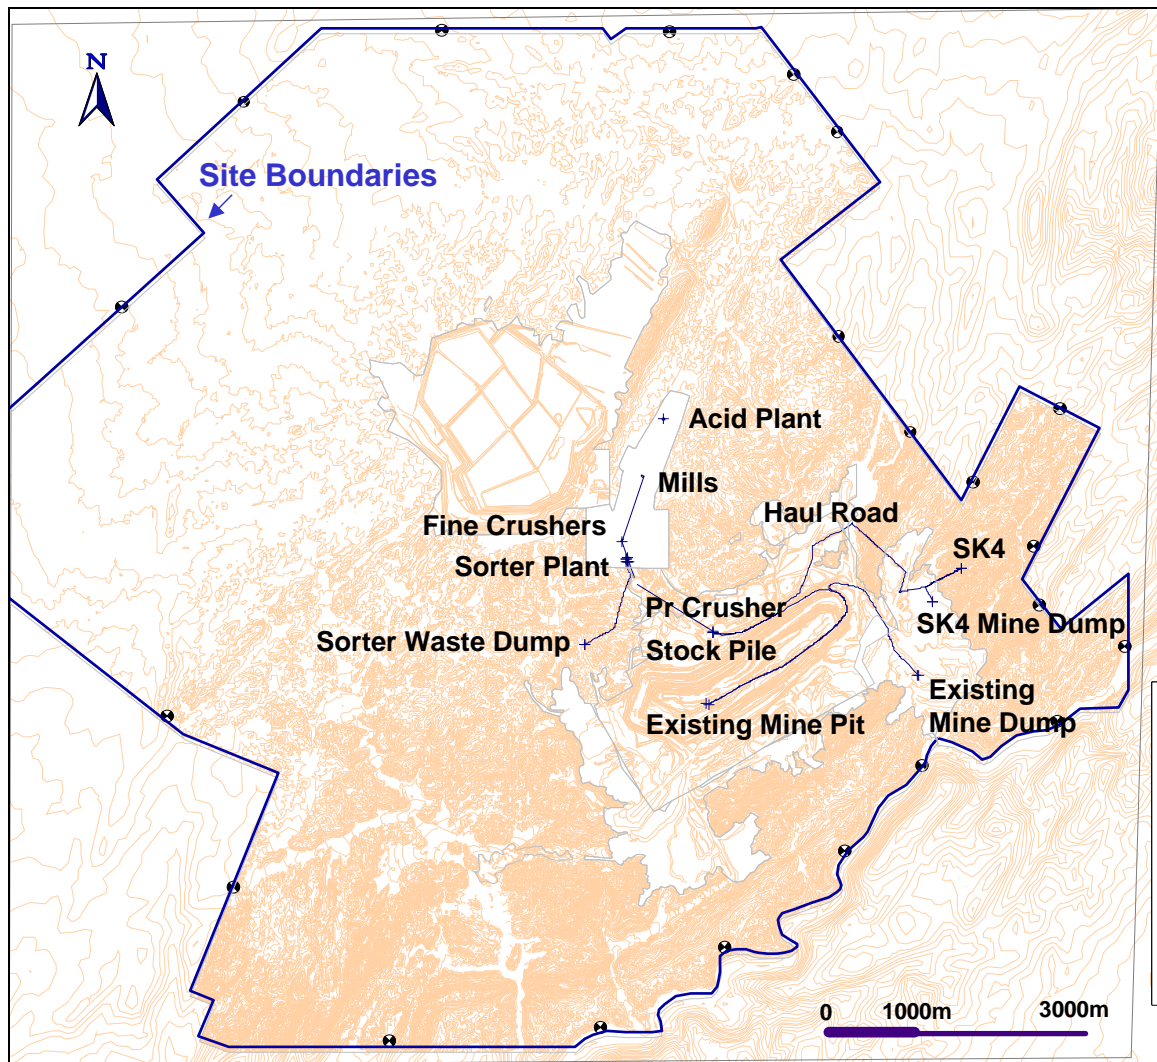 N
Site Boundaries
Acid Plant
Mills
Haul Road
Fine Crushers
SK4
Sorter Plant
Pr Crusher
SK4 Mine Dump
Sorter Waste Dump
Stock Pile
Existing
Mine Dump
Existing Mine Pit
0 1000m 3000m